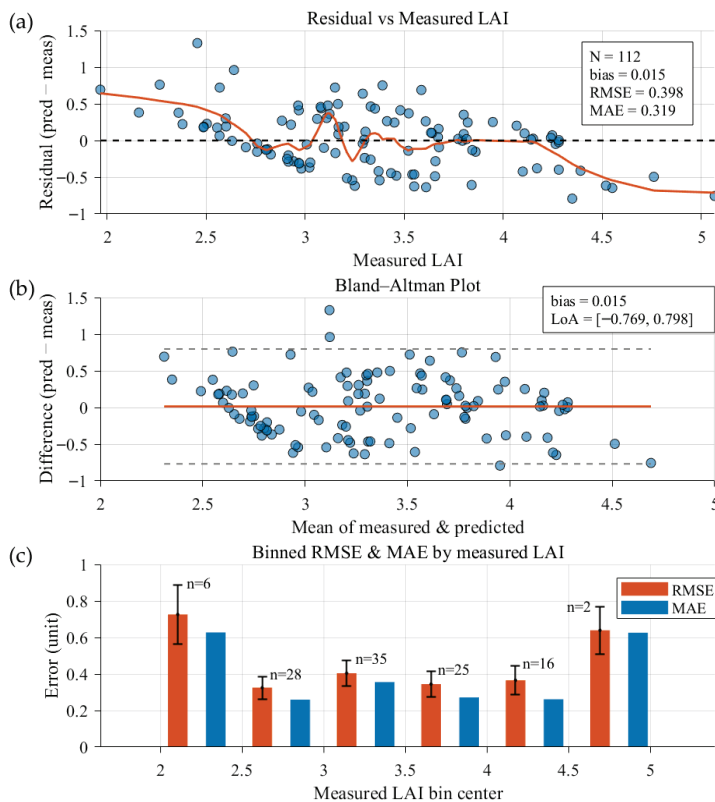 (a)
Residual vs Measured LAI
Residual (pred − meas)
1.5
1
0.5
0
−0.5
−1
N = 112
bias = 0.015
RMSE = 0.398
MAE = 0.319
2 2.5 3 3.5 4 4.5 5
Measured LAI
(b)
Bland–Altman Plot
Difference (pred − meas)
1.5
1
0.5
0
−0.5
−1
bias = 0.015
LoA = [−0.769, 0.798]
2 2.5 3 3.5 4 4.5 5
Mean of measured & predicted
(c)
Binned RMSE & MAE by measured LAI
Error (unit)
1
0.8
0.6
0.4
0.2
0
n=6
n=28
n=35
n=25
n=16
n=2
RMSE
MAE
2 2.5 3 3.5 4 4.5 5
Measured LAI bin center